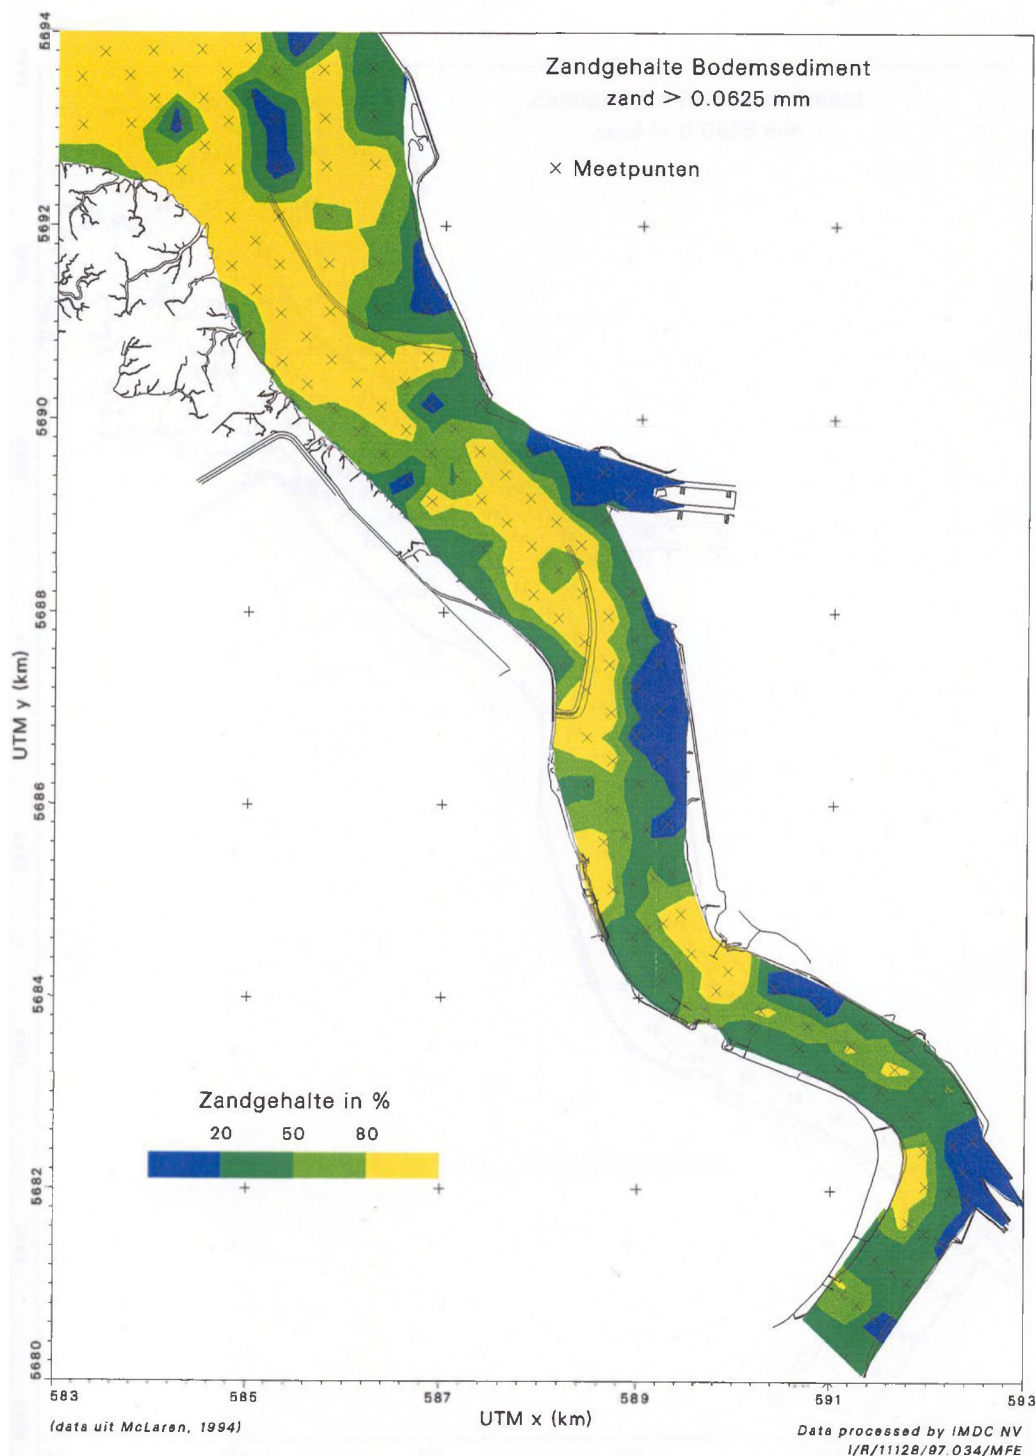 Zandgehalte Bodemsediment
zand > 0.0625 mm
× Meetpunten
5694
5692
5690
5688
5686
5684
5682
5680
UTM y (km)
Zandgehalte in %
20 50 80
583 585 587 589 591 593
UTM x (km)
(data uit McLaren, 1994)
Data processed by IMDC NV
I/R/11128/97.034/MFE